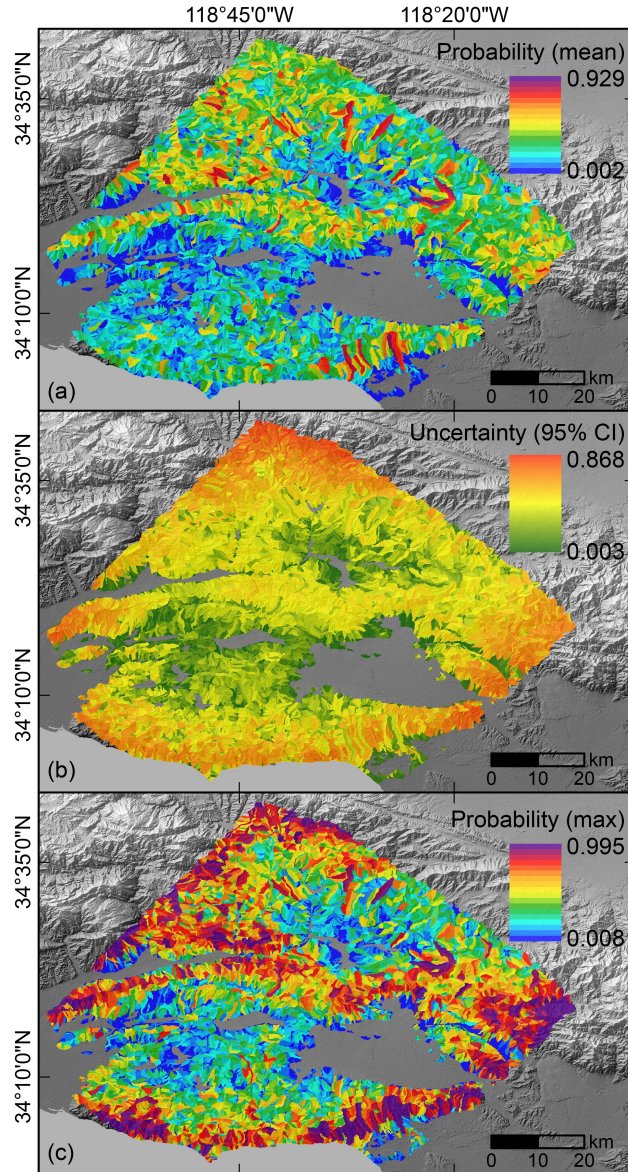 118°45'0"W 118°20'0"W
Probability (mean)
0.929
0.002
34°35'0"N
34°10'0"N
(a)
km
0 10 20
Uncertainty (95% CI)
0.868
0.003
34°35'0"N
34°10'0"N
(b)
km
0 10 20
Probability (max)
0.995
0.008
34°35'0"N
34°10'0"N
(c)
km
0 10 20